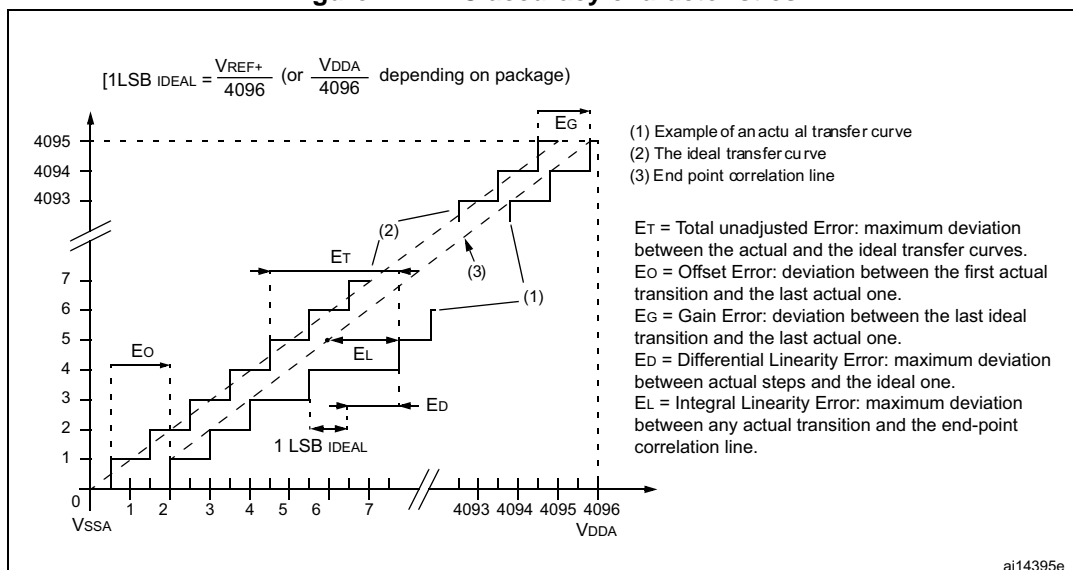 [1LSB IDEAL = VREF+ / 4096 (or VDDA / 4096 depending on package)
EG
(1) Example of an actu al transfer curve
(2) The ideal transfer cu rve
(3) End point correlation line
ET = Total unadjusted Error: maximum deviation
between the actual and the ideal transfer curves.
EO = Offset Error: deviation between the first actual
transition and the last actual one.
EG = Gain Error: deviation between the last ideal
transition and the last actual one.
ED = Differential Linearity Error: maximum deviation
between actual steps and the ideal one.
EL = Integral Linearity Error: maximum deviation
between any actual transition and the end-point
correlation line.
4095
4094
4093
7
6
5
4
3
2
1
0
(2)
ET
(3)
(1)
EO
EL
ED
1 LSB IDEAL
1 2 3 4 5 6 7 4093 4094 4095 4096
VSSA
VDDA
ai14395e